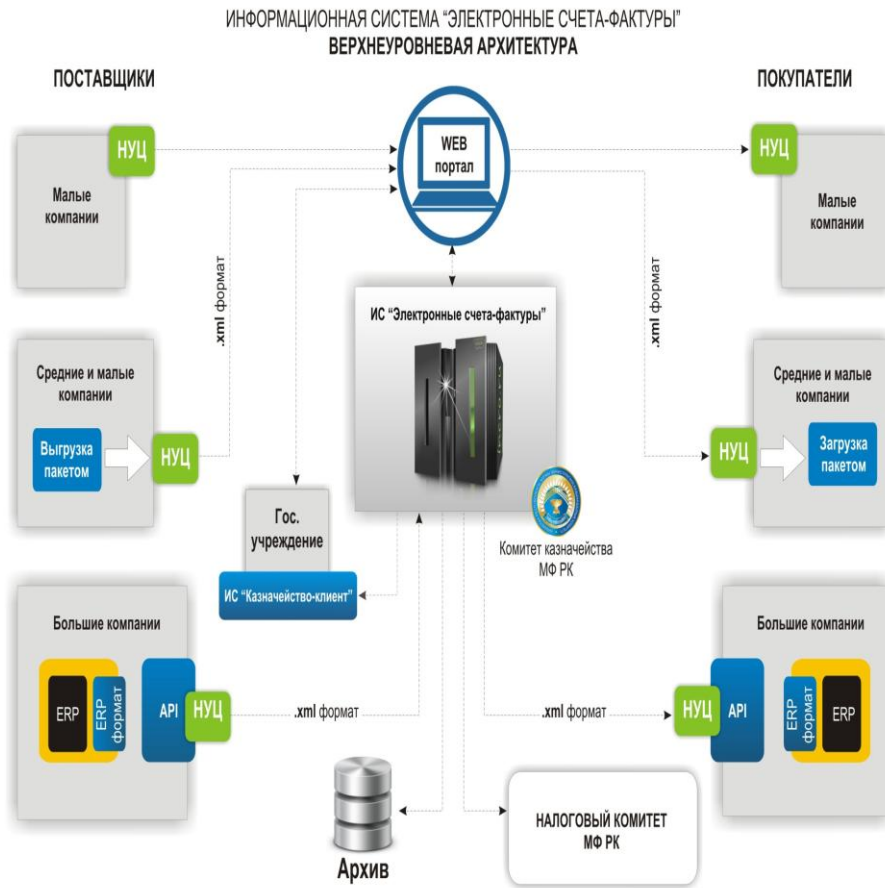 ИНФОРМАЦИОННАЯ СИСТЕМА “ЭЛЕКТРОННЫЕ СЧЕТА-ФАКТУРЫ”
ВЕРХНЕУРОВНЕВАЯ АРХИТЕКТУРА
ПОСТАВЩИКИ
ПОКУПАТЕЛИ
НУЦ
Малые
компании
WEB
портал
НУЦ
Малые
компании
.xml формат
.xml формат
ИС “Электронные счета-фактуры”
Средние и малые
компании
Выгрузка
пакетом
НУЦ
Средние и малые
компании
НУЦ
Загрузка
пакетом
Гос.
учреждение
ИС “Казначейство-клиент”
Комитет казначейства
МФ РК
Большие компании
ERP
ERP
формат
API
НУЦ
.xml формат
.xml формат
Большие компании
НУЦ
API
ERP
формат
ERP
Архив
НАЛОГОВЫЙ КОМИТЕТ
МФ РК